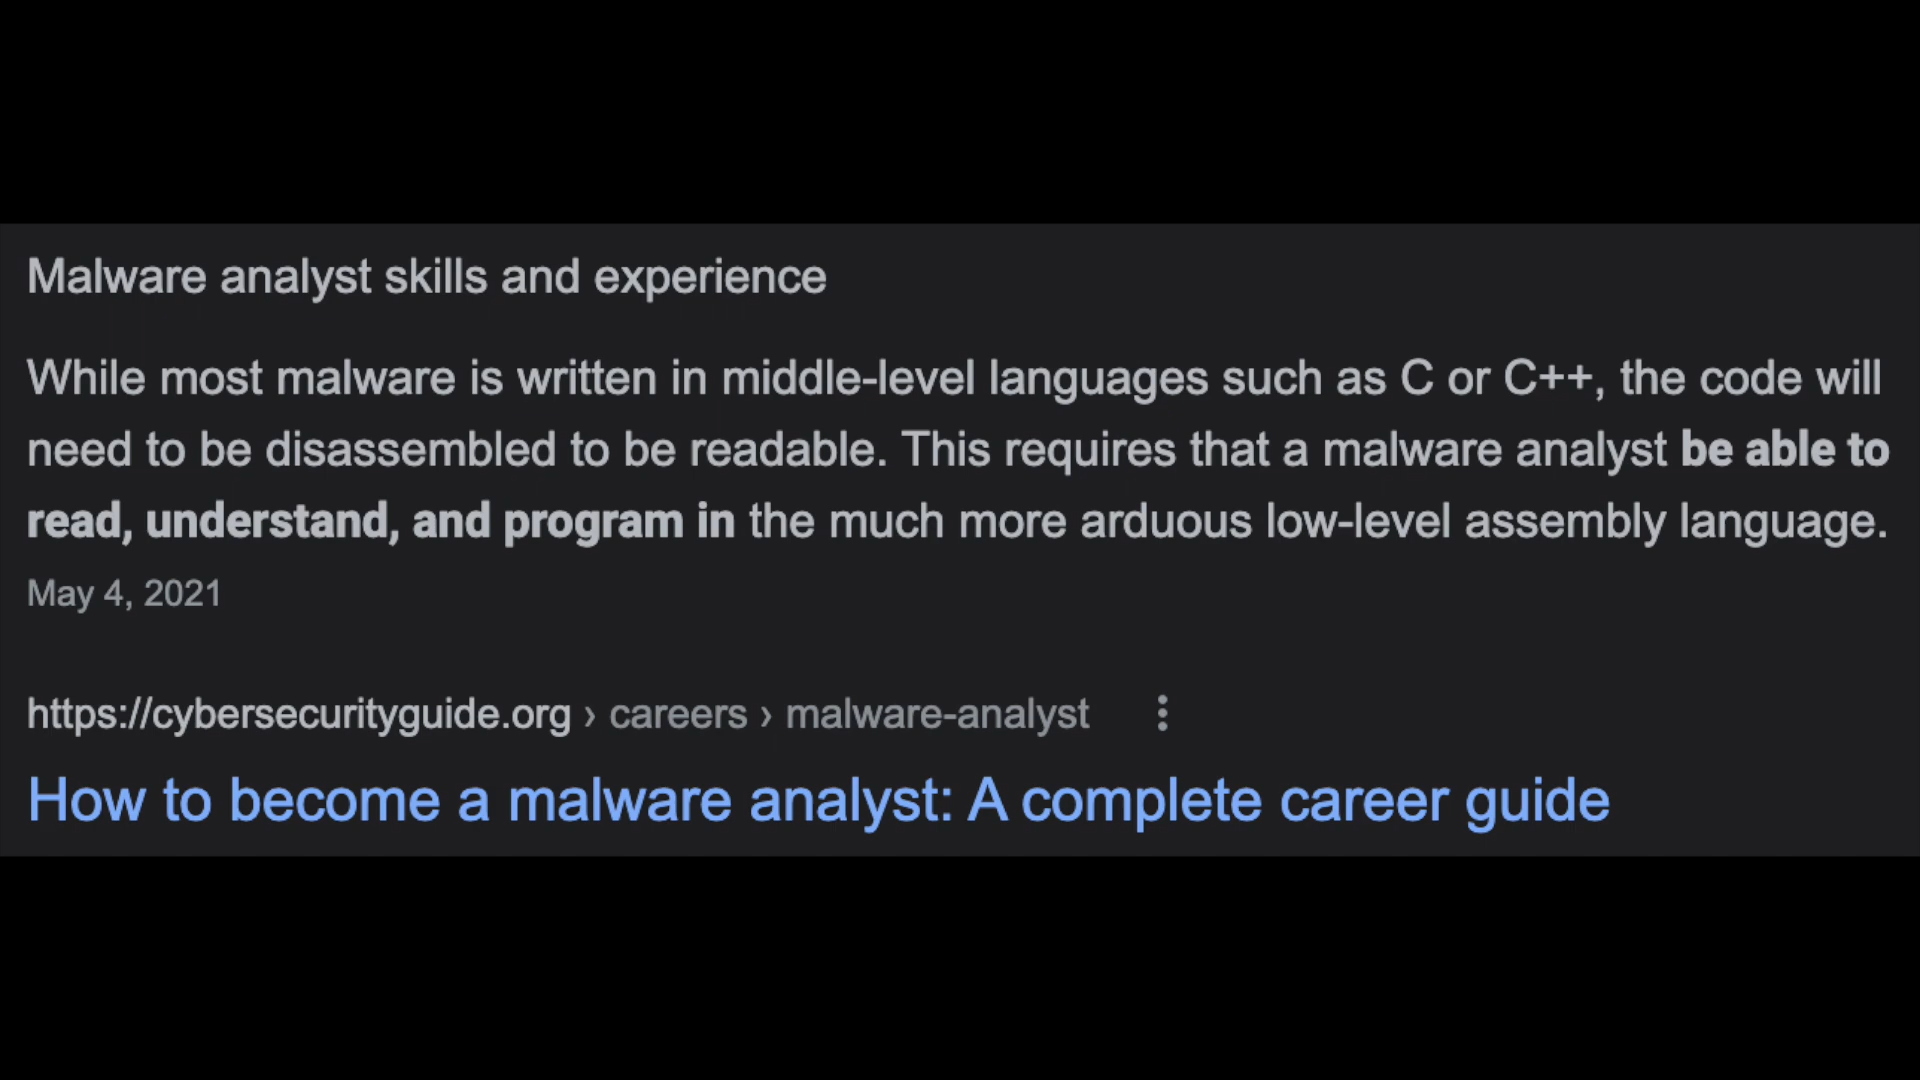 Malware analyst skills and experience
While most malware is written in middle-level languages such as C or C++, the code will
need to be disassembled to be readable. This requires that a malware analyst be able to
read, understand, and program in the much more arduous low-level assembly language.
May 4, 2021
https://cybersecurityguide.org › careers › malware-analyst
How to become a malware analyst: A complete career guide